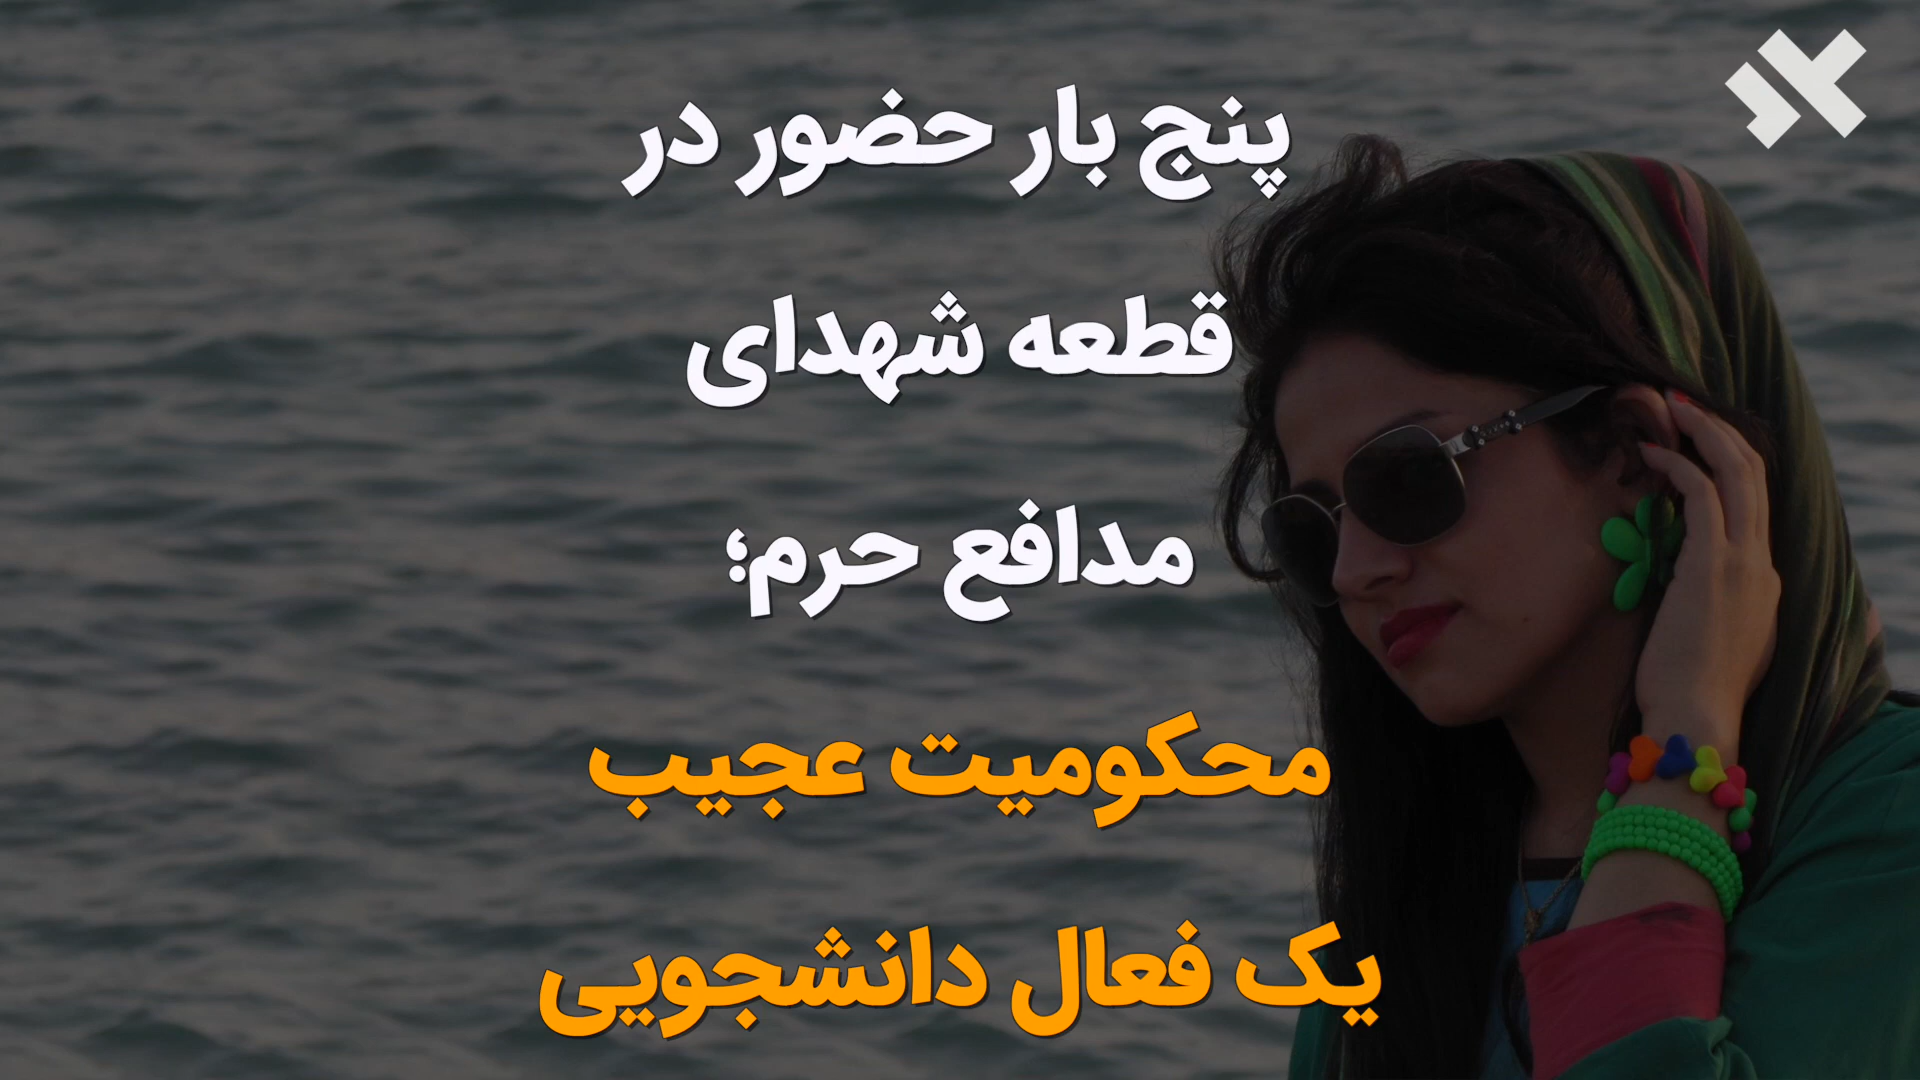 پنج بار حضور در
قطعه شهدای
مدافع حرم؛
محکومیت عجیب
یک فعال دانشجویی